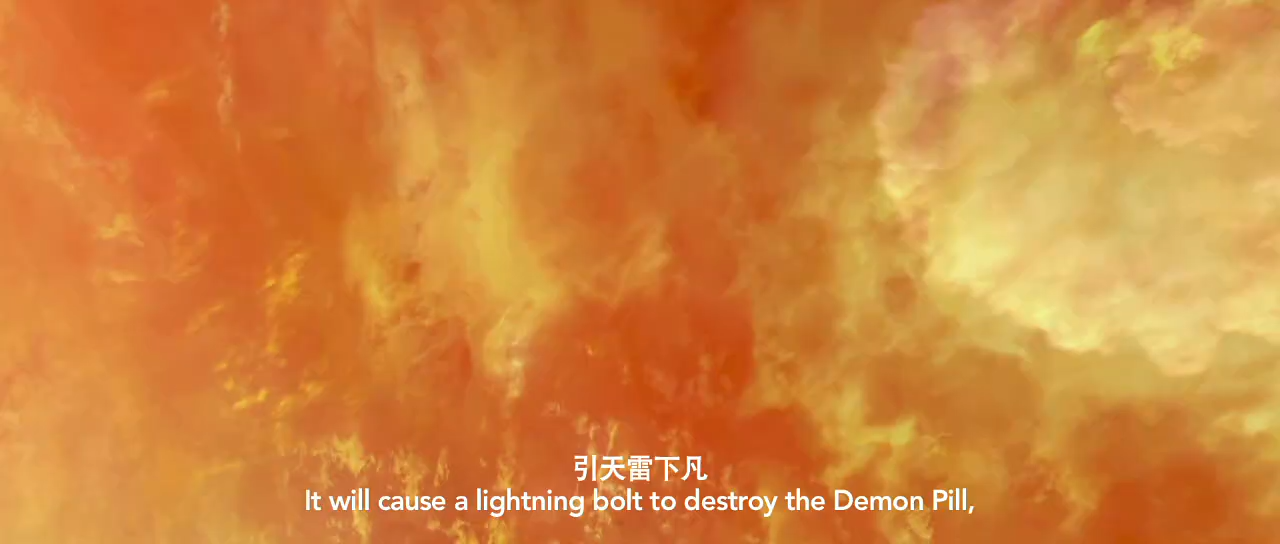 引天雷下凡
It will cause a lightning bolt to destroy the Demon Pill,